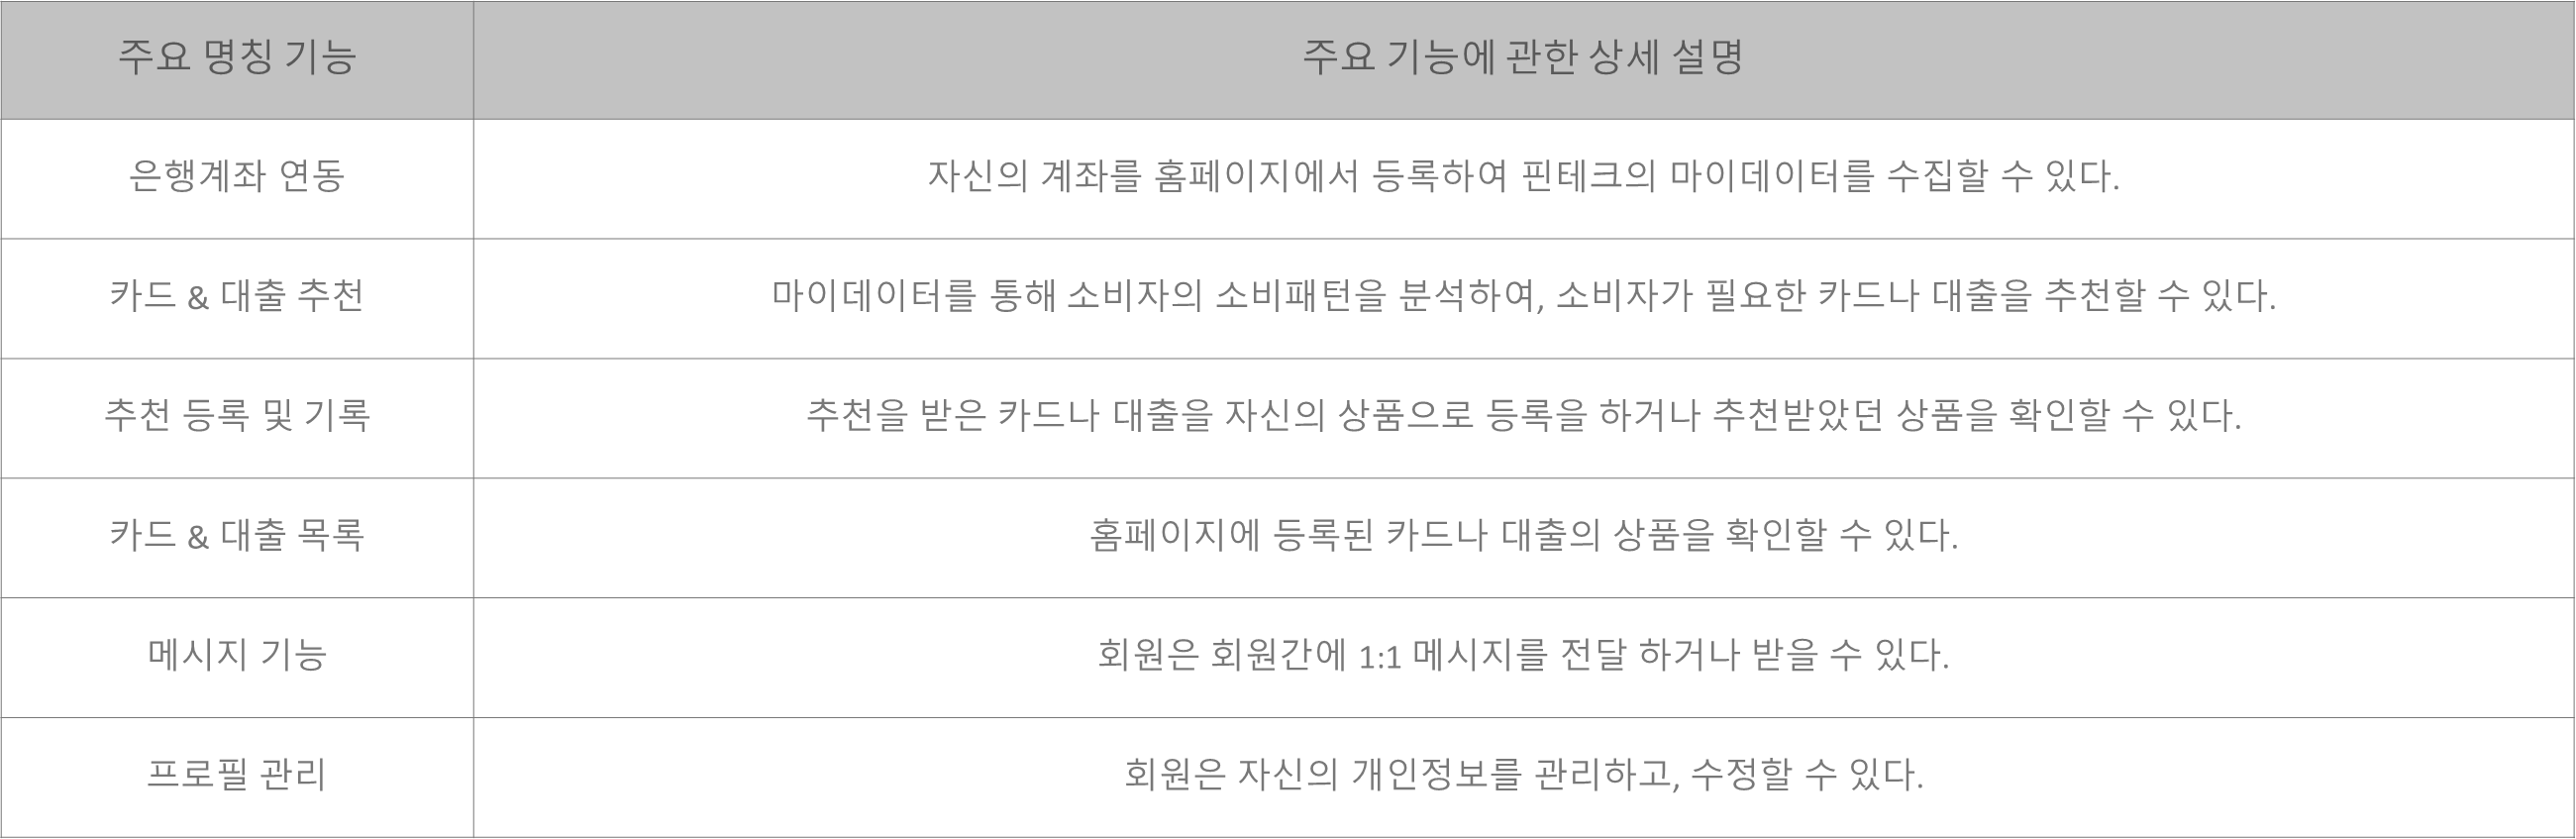 주요 명칭 기능 주요 기능에 관한 상세 설명
은행계좌 연동 자신의 계좌를 홈페이지에서 등록하여 핀테크의 마이데이터를 수집할 수 있다.
카드 & 대출 추천 마이데이터를 통해 소비자의 소비패턴을 분석하여, 소비자가 필요한 카드나 대출을 추천할 수 있다.
추천 등록 및 기록 추천을 받은 카드나 대출을 자신의 상품으로 등록을 하거나 추천받았던 상품을 확인할 수 있다.
카드 & 대출 목록 홈페이지에 등록된 카드나 대출의 상품을 확인할 수 있다.
메시지 기능 회원은 회원간에 1:1 메시지를 전달 하거나 받을 수 있다.
프로필 관리 회원은 자신의 개인정보를 관리하고, 수정할 수 있다.